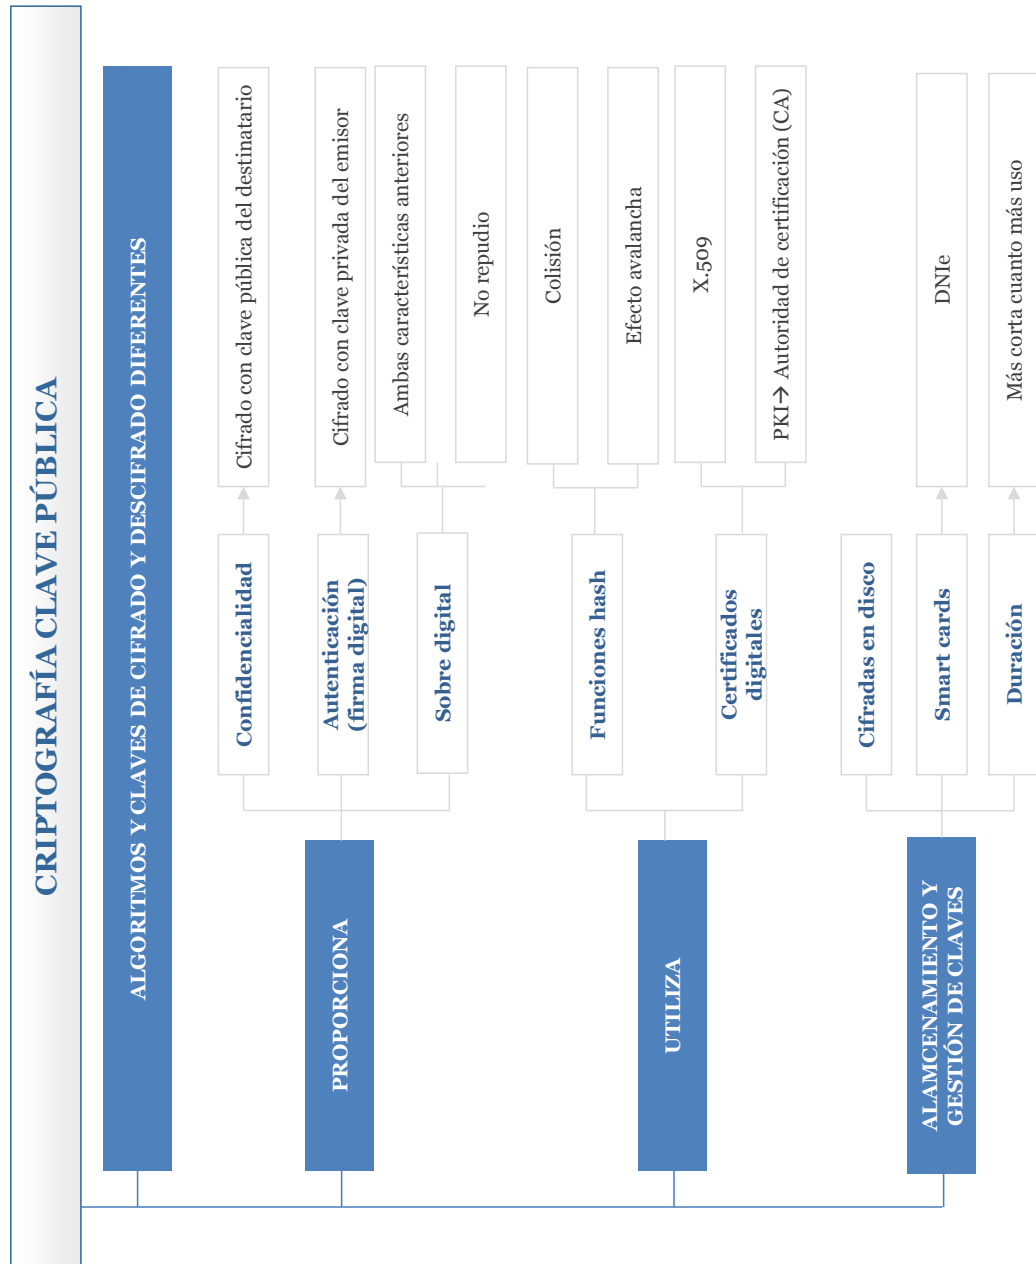 CRIPTOGRAFÍA CLAVE PÚBLICA
ALGORITMOS Y CLAVES DE CIFRADO Y DESCIFRADO DIFERENTES
PROPORCIONA
Confidencialidad
Cifrado con clave pública del destinatario
Autenticación
(firma digital)
Cifrado con clave privada del emisor
Sobre digital
Ambas características anteriores
No repudio
UTILIZA
Funciones hash
Colisión
Efecto avalancha
Certificados
digitales
X.509
PKI→ Autoridad de certificación (CA)
ALAMCENAMIENTO Y
GESTIÓN DE CLAVES
Cifradas en disco
Smart cards
DNIe
Duración
Más corta cuanto más uso